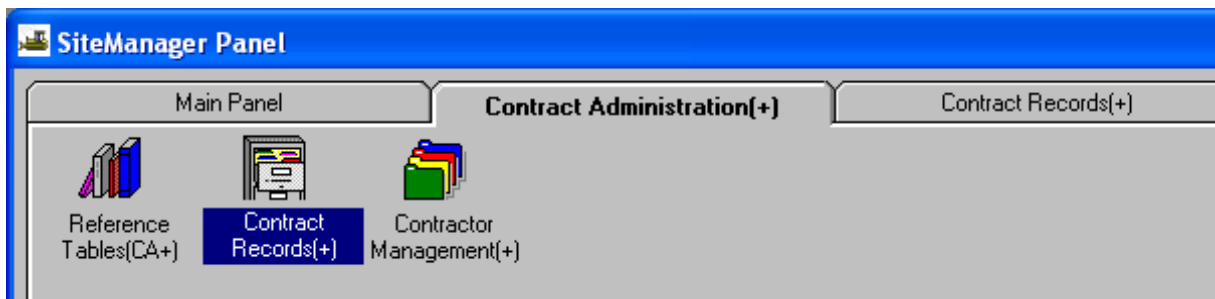 SiteManager Panel
Main Panel
Contract Administration(+)
Contract Records(+)
Reference
Tables(CA+)
Contract
Records(+)
Contractor
Management(+)